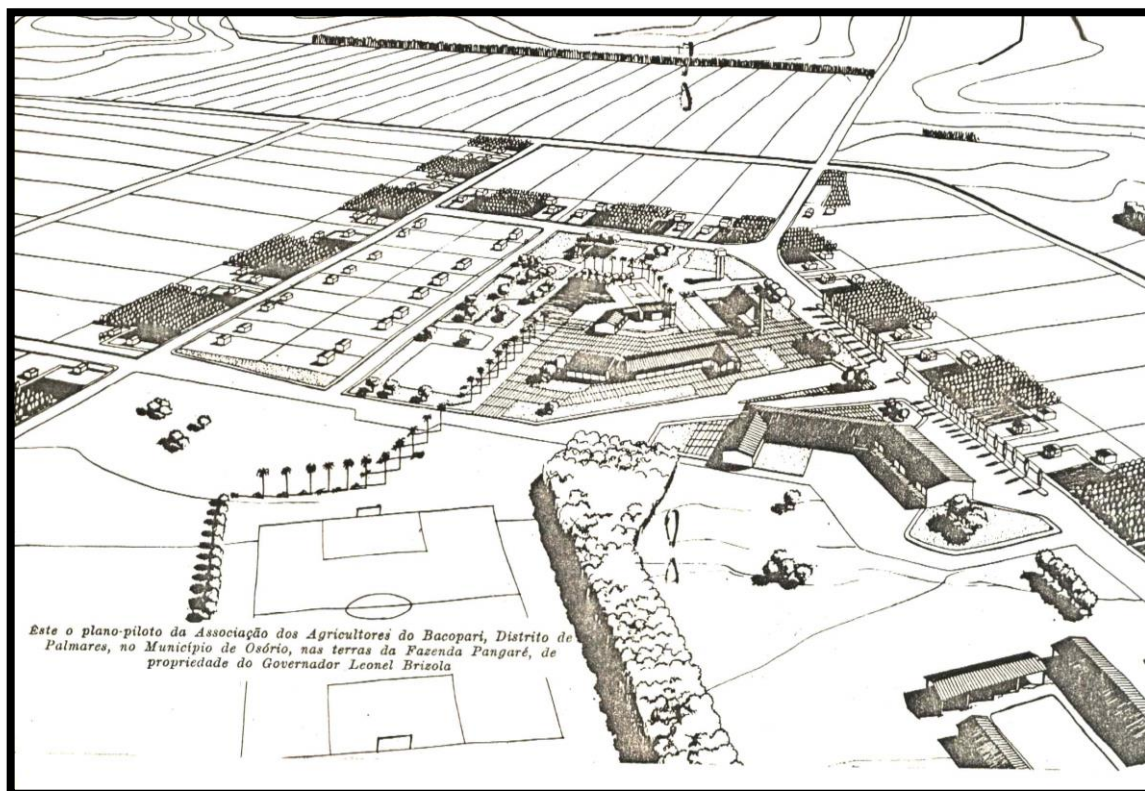 Êste o plano-piloto da Associação dos Agricultores do Bacopari, Distrito de
Palmares, no Município de Osório, nas terras da Fazenda Pangaré, de
propriedade do Governador Leonel Brizola